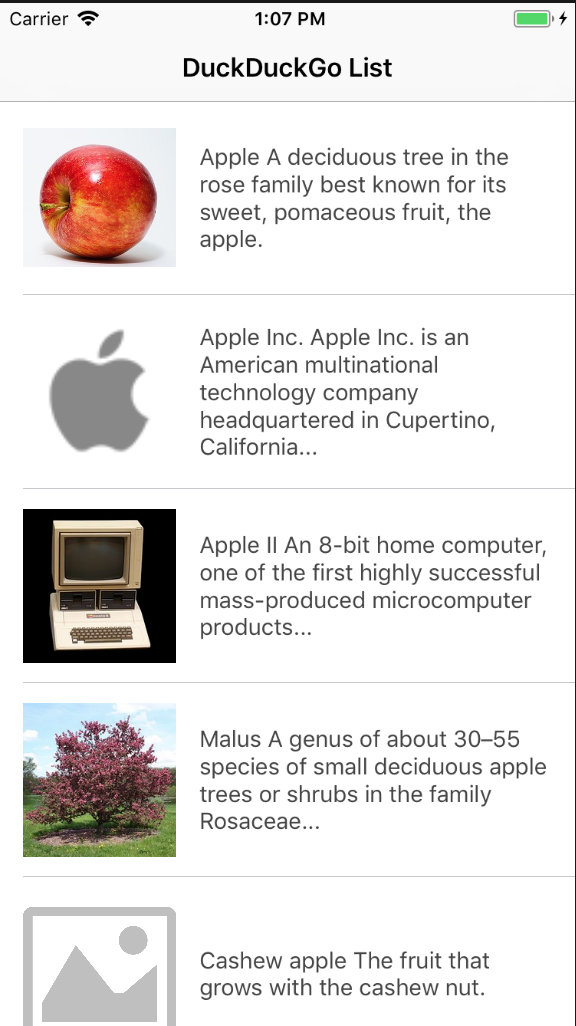 Carrier
1:07 PM
DuckDuckGo List
Apple A deciduous tree in the
rose family best known for its
sweet, pomaceous fruit, the
apple.
Apple Inc. Apple Inc. is an
American multinational
technology company
headquartered in Cupertino,
California...
Apple II An 8-bit home computer,
one of the first highly successful
mass-produced microcomputer
products...
Malus A genus of about 30–55
species of small deciduous apple
trees or shrubs in the family
Rosaceae...
Cashew apple The fruit that
grows with the cashew nut.